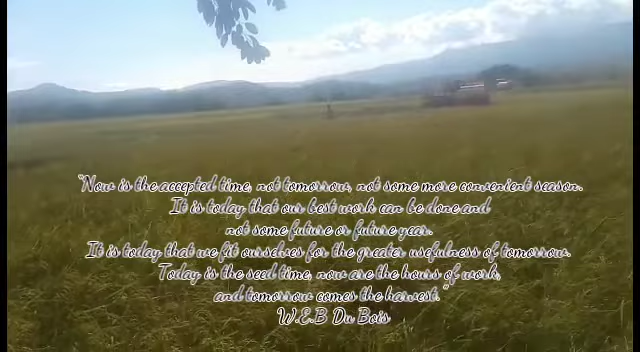 "Now is the accepted time, not tomorrow, not some more convenient season.
It is today that our best work can be done and
not some future or future year.
It is today that we fit ourselves for the greater usefulness of tomorrow.
Today is the seed time, now are the hours of work,
and tomorrow comes the harvest."
W.E.B Du Bois